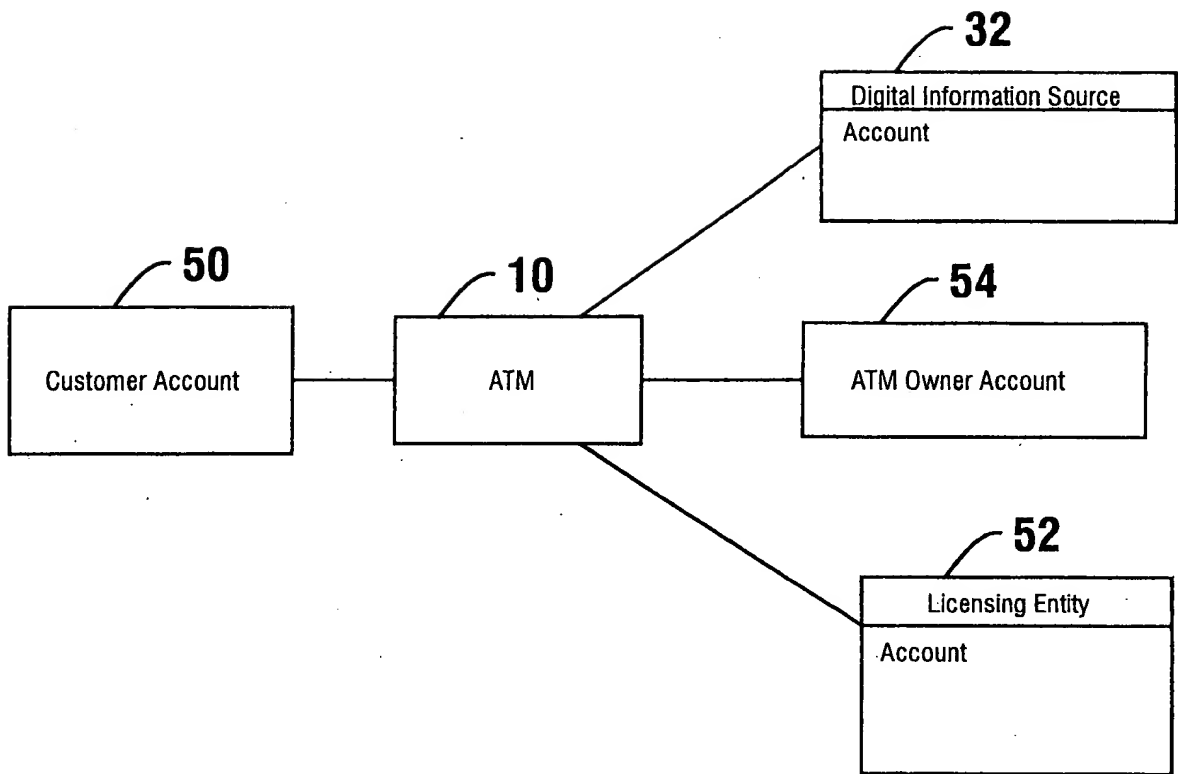 32
Digital Information Source
Account
50
10
54
Customer Account
ATM
ATM Owner Account
52
Licensing Entity
Account